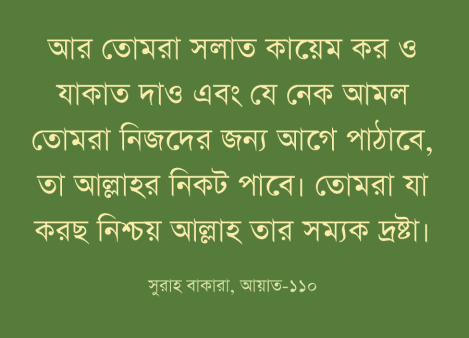 আর তোমরা সলাত কায়েম কর ও
যাকাত দাও এবং যে নেক আমল
তোমরা নিজদের জন্য আগে পাঠাবে,
তা আল্লাহর নিকট পাবে। তোমরা যা
করছ নিশ্চয় আল্লাহ তার সম্যক দ্রষ্টা।
সুরাহ বাকারা, আয়াত-১১০